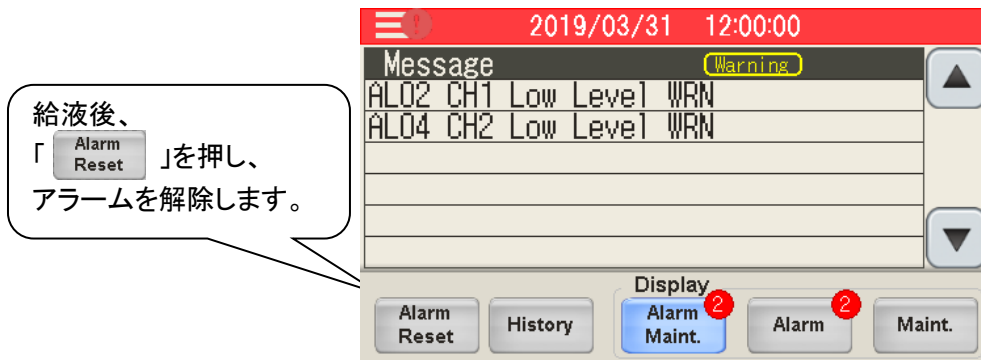 給液後、
「 Alarm Reset 」を押し、
アラームを解除します。
2019/03/31 12:00:00
Message Warning
AL02 CH1 Low Level WRN
AL04 CH2 Low Level WRN
Display
Alarm Reset
History
Alarm Maint. 2
Alarm 2
Maint.